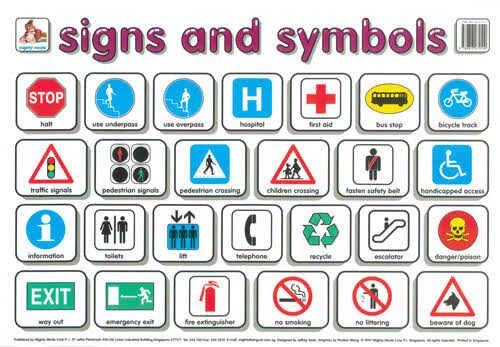 mighty minds
signs and symbols
STOP
halt
use underpass
use overpass
H
hospital
first aid
bus stop
bicycle track
traffic signals
pedestrian signals
pedestrian crossing
children crossing
fasten safety belt
handicapped access
i
information
toilets
lift
telephone
recycle
escalator
danger/poison
EXIT
way out
emergency exit
fire extinguisher
no smoking
no littering
beware of dog